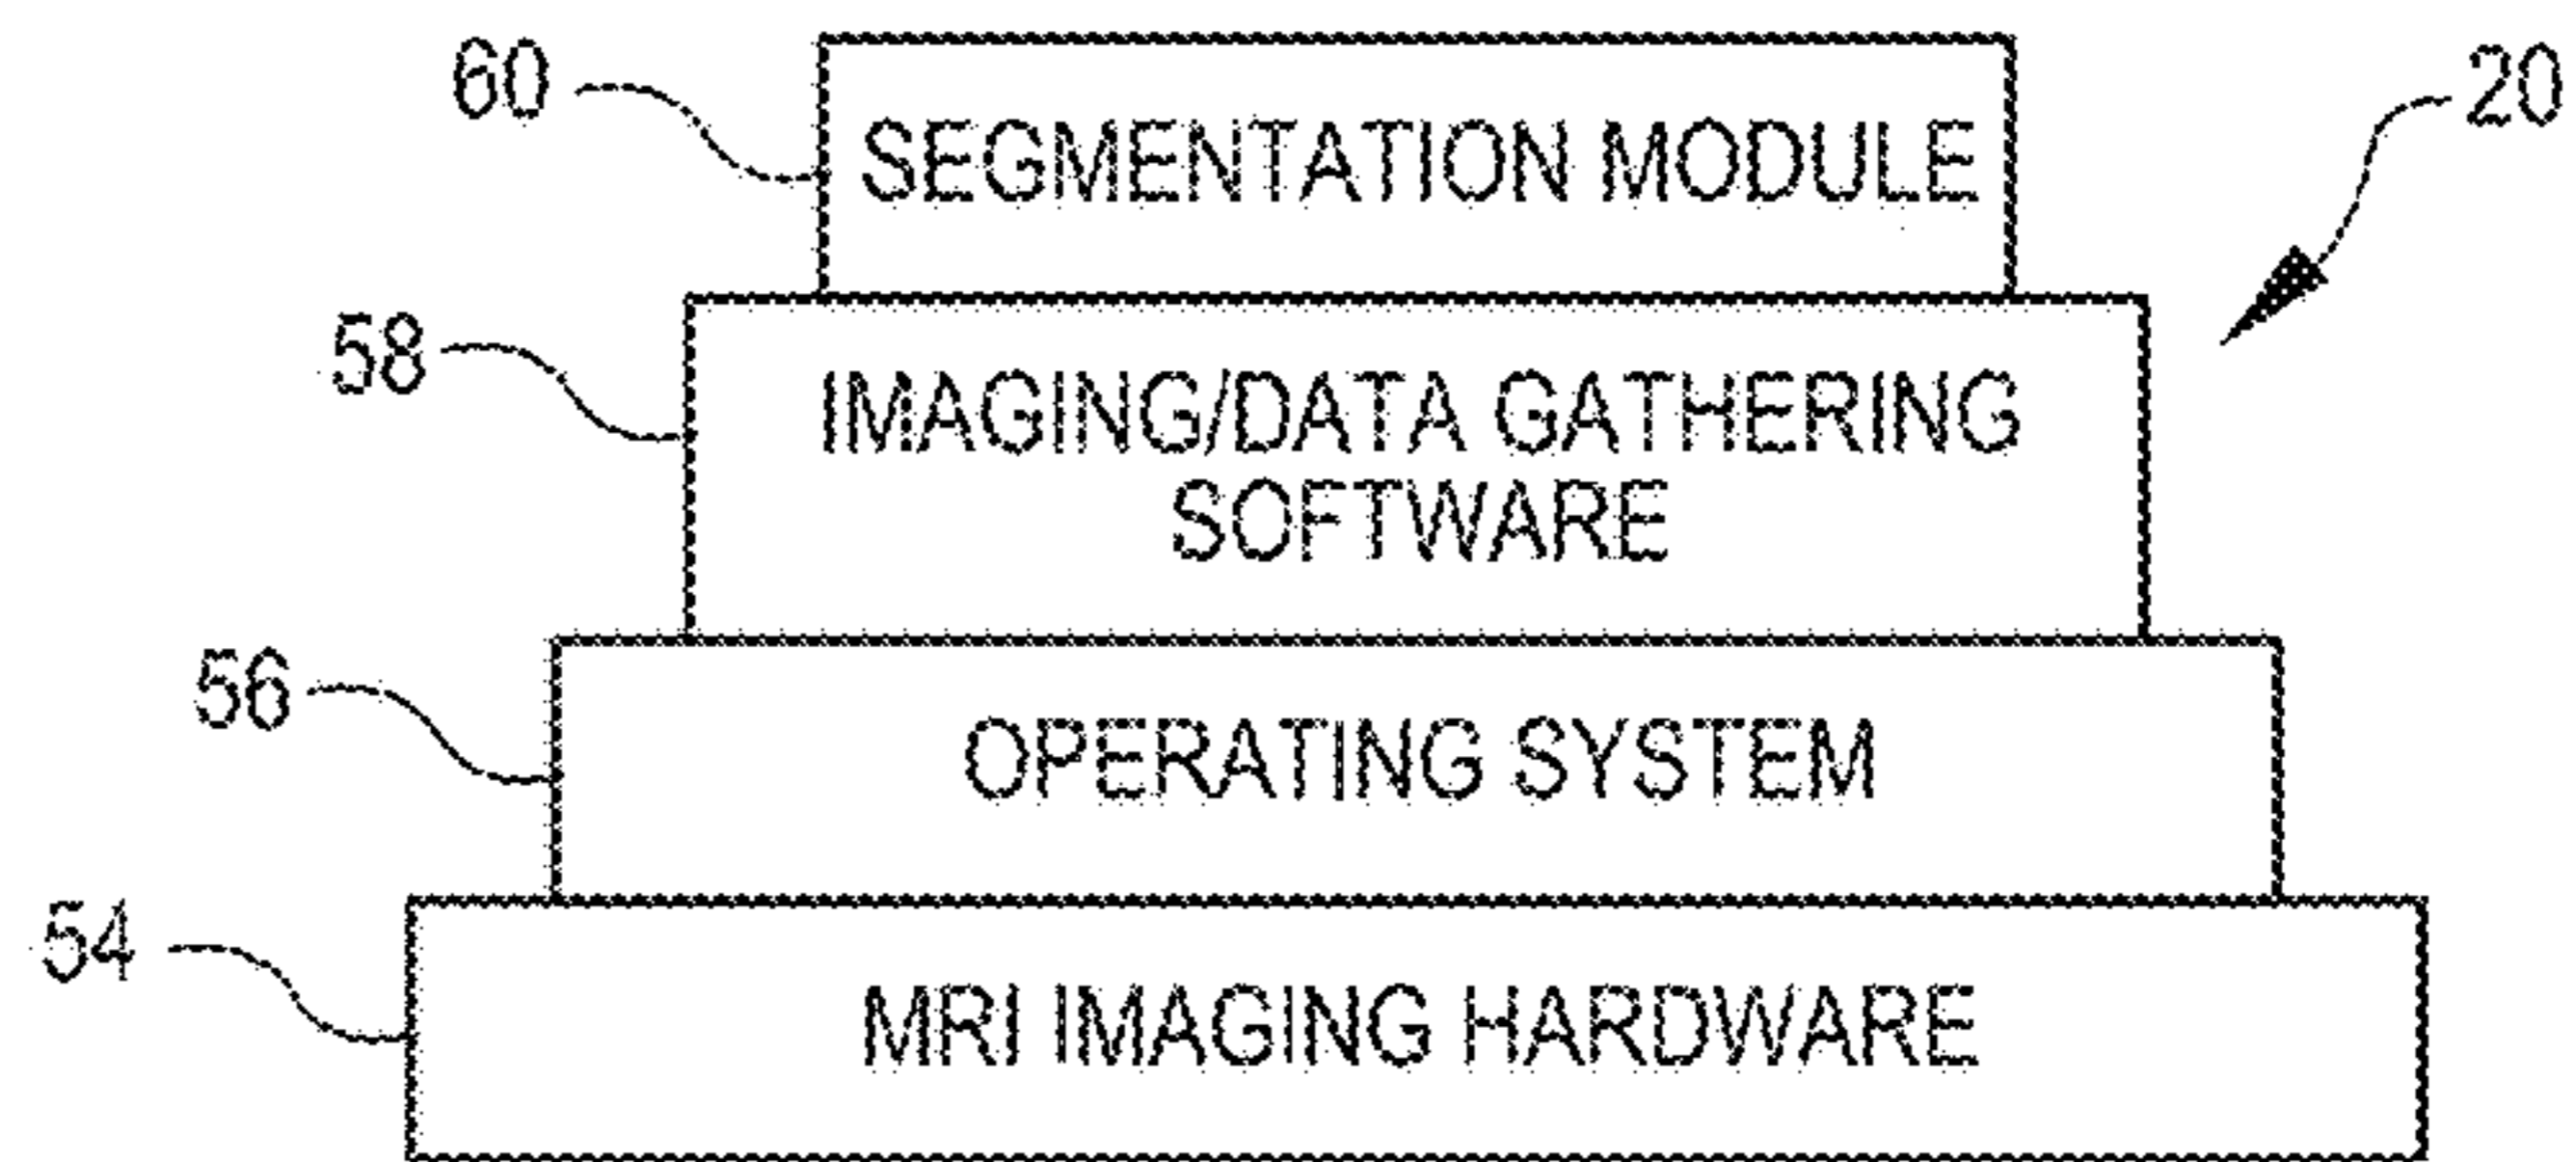 60
SEGMENTATION MODULE
20
58
IMAGING/DATA GATHERING
SOFTWARE
56
OPERATING SYSTEM
54
MRI IMAGING HARDWARE